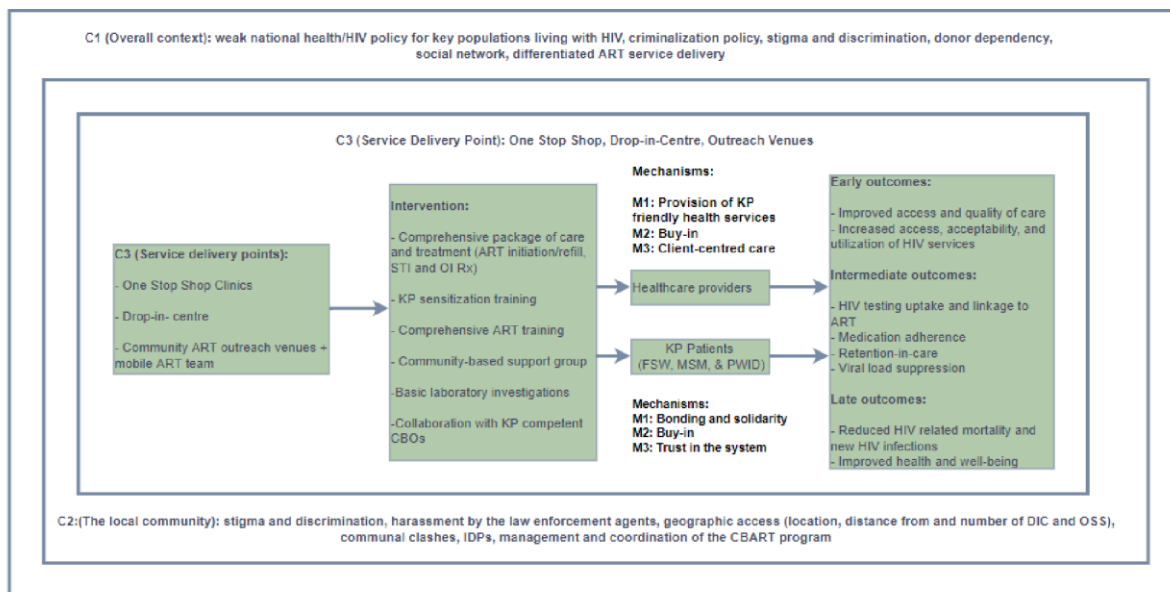 C1 (Overall context): weak national health/HIV policy for key populations living with HIV, criminalization policy, stigma and discrimination, donor dependency,
social network, differentiated ART service delivery
C3 (Service Delivery Point): One Stop Shop, Drop-in-Centre, Outreach Venues
C3 (Service delivery points):
- One Stop Shop Clinics
- Drop-in- centre
- Community ART outreach venues +
mobile ART team
Intervention:
- Comprehensive package of care
and treatment (ART initiation/refill,
STI and OI Rx)
- KP sensitization training
- Comprehensive ART training
- Community-based support group
-Basic laboratory investigations
-Collaboration with KP competent
CBOs
Mechanisms:
M1: Provision of KP
friendly health services
M2: Buy-in
M3: Client-centred care
Healthcare providers
KP Patients
(FSW, MSM, & PWID)
Mechanisms:
M1: Bonding and solidarity
M2: Buy-in
M3: Trust in the system
Early outcomes:
- Improved access and quality of care
- Increased access, acceptability, and
utilization of HIV services
Intermediate outcomes:
- HIV testing uptake and linkage to
ART
- Medication adherence
- Retention-in-care
- Viral load suppression
Late outcomes:
- Reduced HIV related mortality and
new HIV infections
- Improved health and well-being
C2:(The local community): stigma and discrimination, harassment by the law enforcement agents, geographic access (location, distance from and number of DIC and OSS),
communal clashes, IDPs, management and coordination of the CBART program